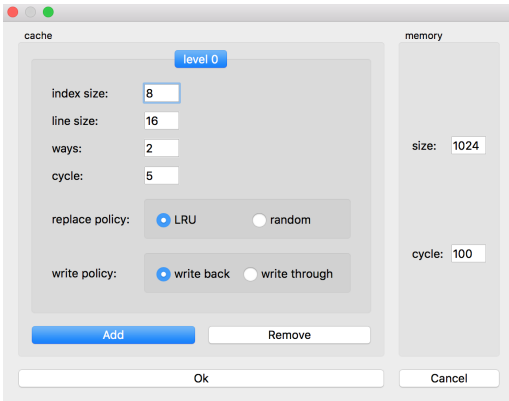 cache
memory
level 0
index size: 8
line size: 16
ways: 2
size: 1024
cycle: 5
replace policy: LRU random
cycle: 100
write policy: write back write through
Add Remove
Ok Cancel